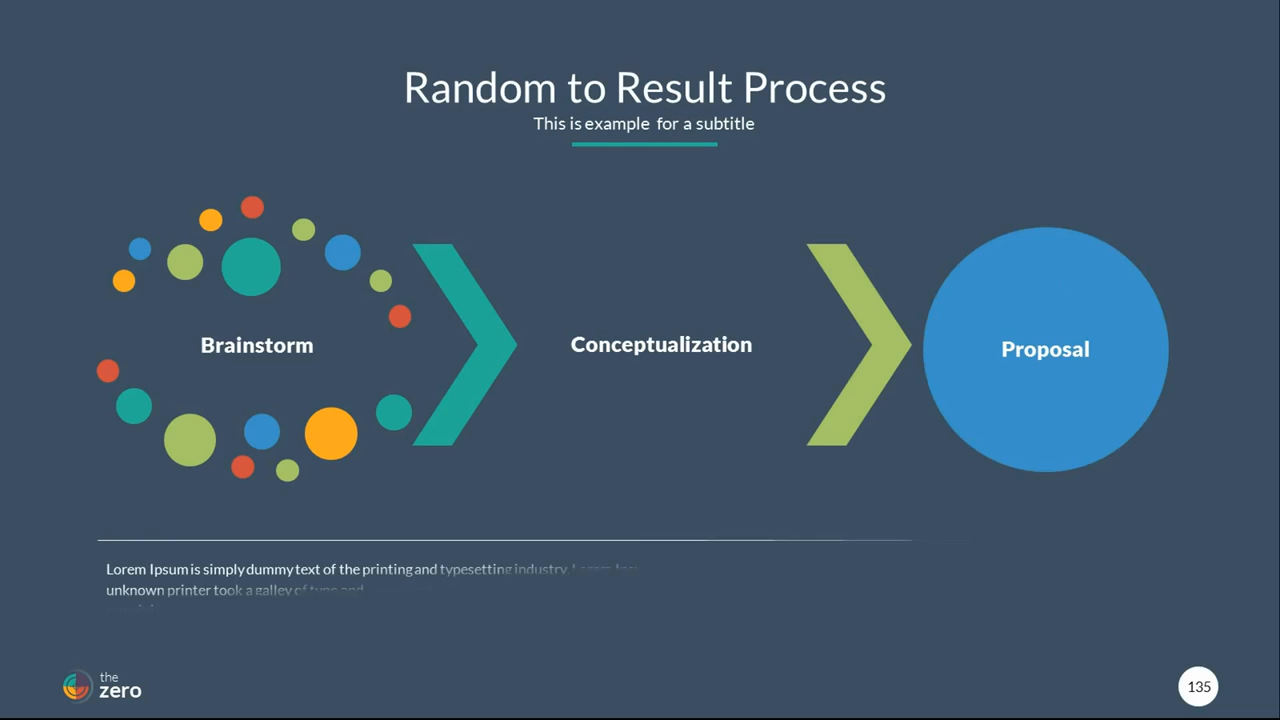 Random to Result Process
This is example for a subtitle
Brainstorm
Conceptualization
Proposal
Lorem Ipsum is simply dummy text of the printing and typesetting industry.
unknown printer took a galley of type and
the
zero
135